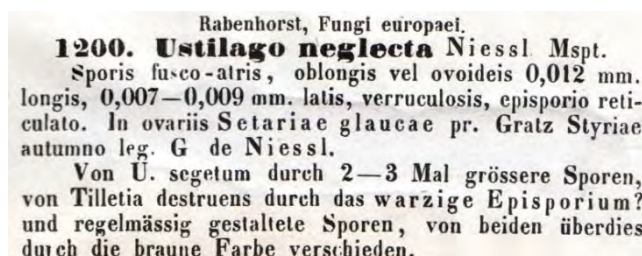 Rabenhorst, Fungi europaei.
1200. Ustilago neglecta Niessl Mspt.
Sporis fusco-atris, oblongis vel ovoideis 0,012 mm.
longis, 0,007—0,009 mm. latis, verruculosis, episporio reti-
culato. In ovariis Setariae glaucae pr. Gratz Styriae
autumno leg. G de Niessl.
Von U. segetum durch 2—3 Mal grössere Sporen,
von Tilletia destruens durch das warzige Episporium?
und regelmässig gestaltete Sporen, von beiden überdies
durch die braune Farbe verschieden.